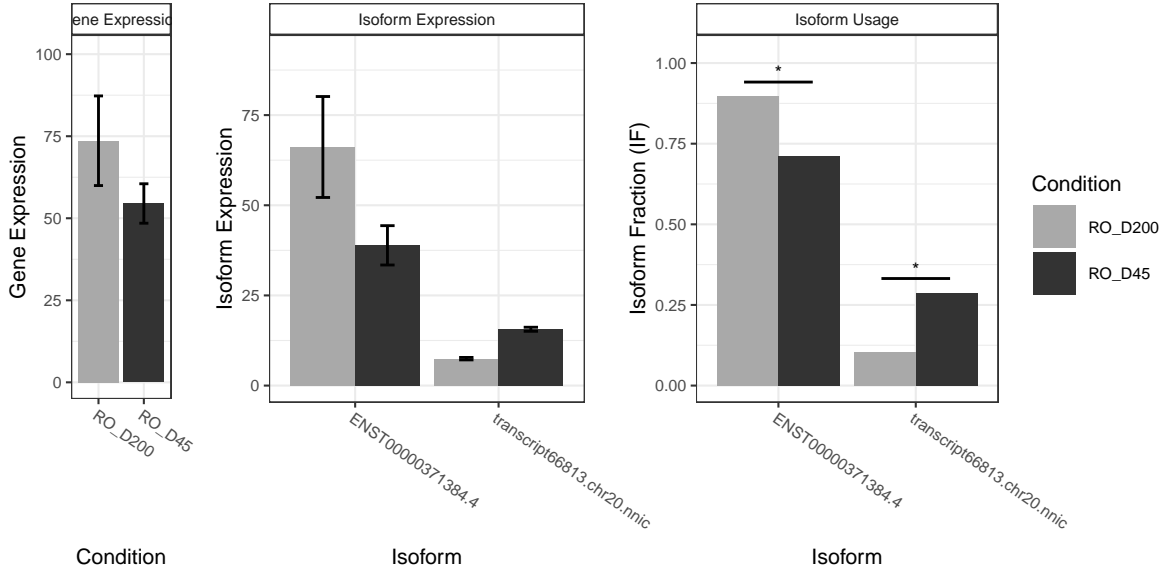 ene Expressio
Isoform Expression
Isoform Usage
Gene Expression
100
75
50
25
0
RO_D200
RO_D45
Condition
Isoform Expression
75
50
25
0
ENST00000371384.4
transcript66813.chr20.nnic
Isoform
Isoform Fraction (IF)
1.00
0.75
0.50
0.25
0.00
*
*
ENST00000371384.4
transcript66813.chr20.nnic
Isoform
Condition
RO_D200
RO_D45